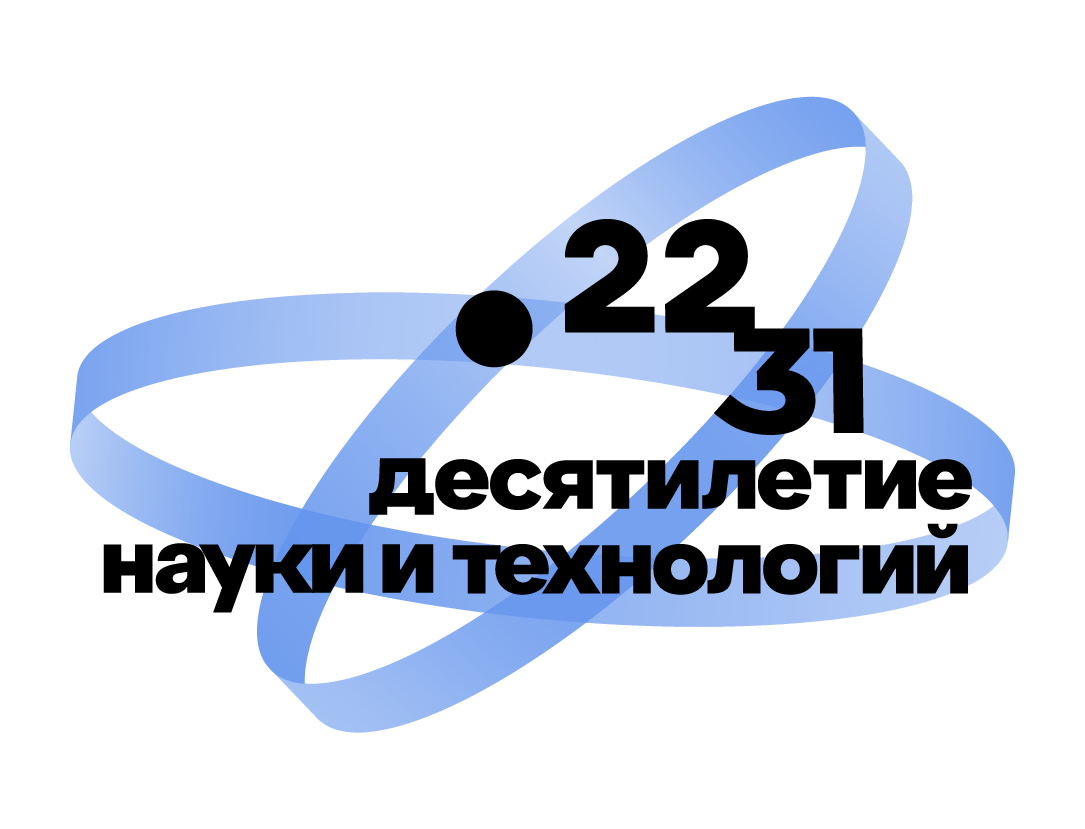 22
31
десятилетие
науки и технологий